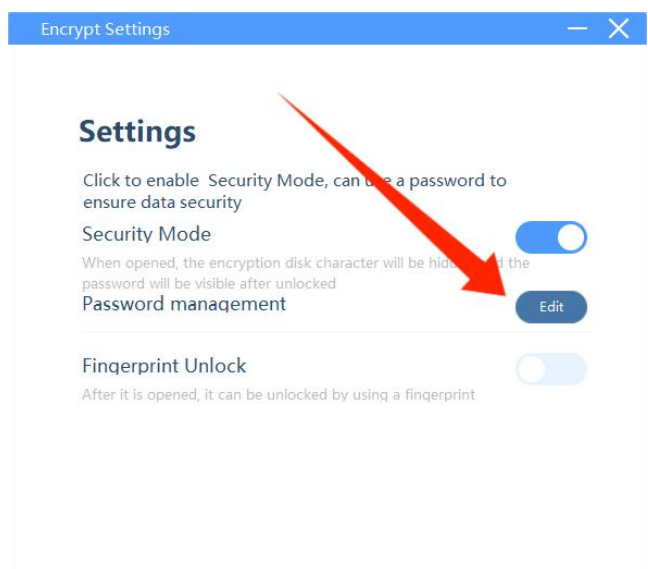 Encrypt Settings
Settings
Click to enable Security Mode, can a password to
ensure data security
Security Mode
When opened, the encryption disk character will be the
password will be visible after unlocked
Password management
Edit
Fingerprint Unlock
After it is opened, it can be unlocked by using a fingerprint